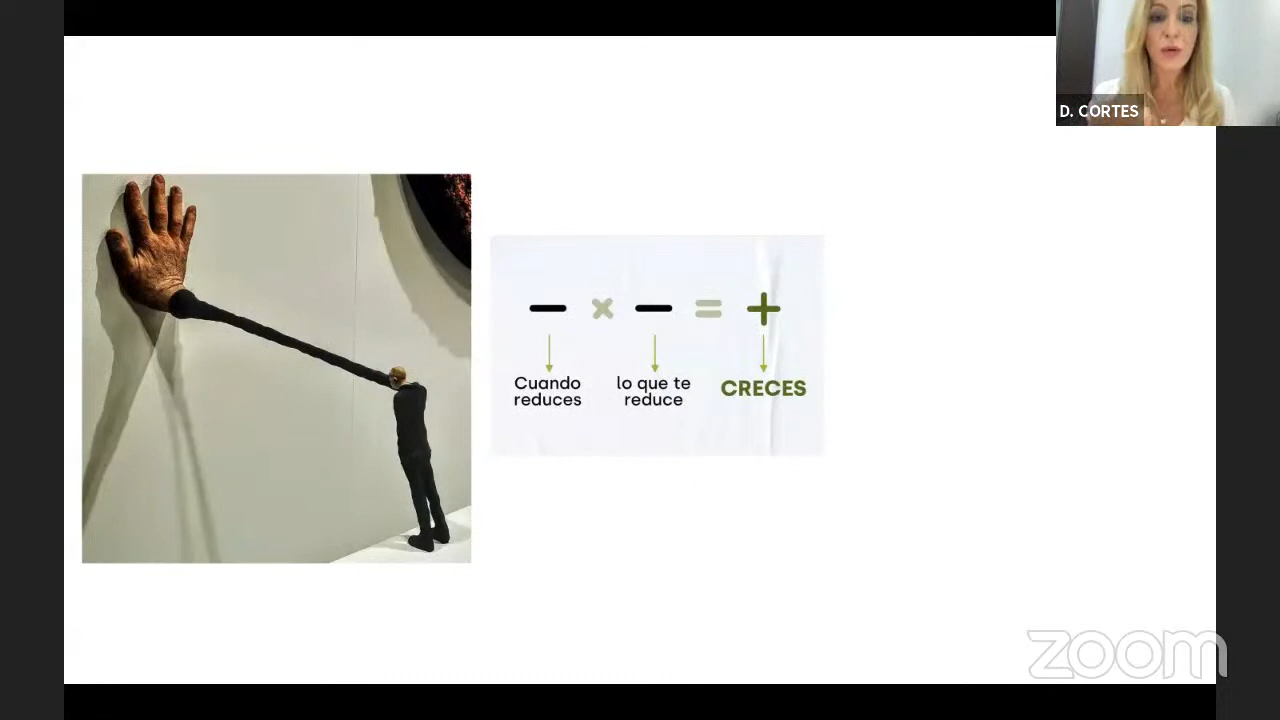 D. CORTES
− × − = +
Cuando
reduces
lo que te
reduce
CRECES
zoom